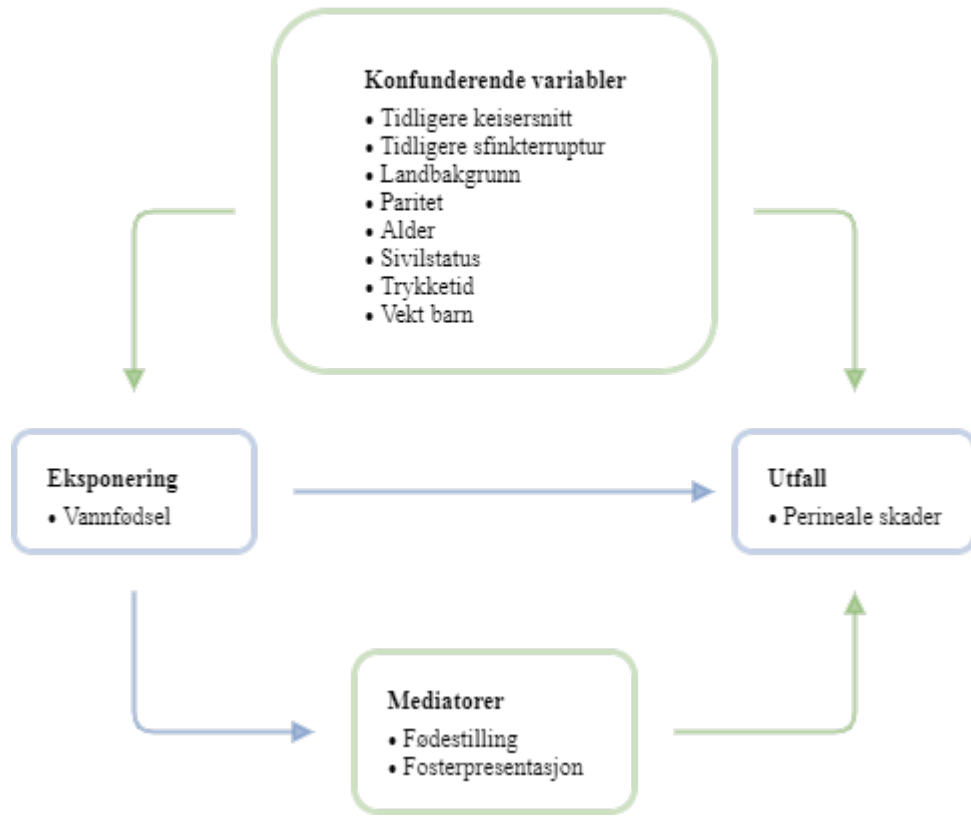 Konfunderende variabler
• Tidligere keisersnitt
• Tidligere sfinkterruptur
• Landbakgrunn
• Paritet
• Alder
• Sivilstatus
• Trykketid
• Vekt barn
Eksponering
• Vannfødsel
Utfall
• Perineale skader
Mediatorer
• Fødestilling
• Fosterpresentasjon